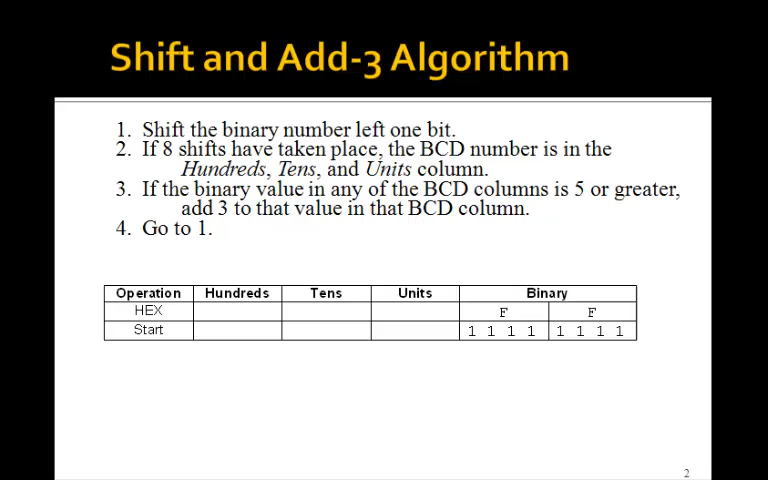 Shift and Add-3 Algorithm
1. Shift the binary number left one bit.
2. If 8 shifts have taken place, the BCD number is in the
Hundreds, Tens, and Units column.
3. If the binary value in any of the BCD columns is 5 or greater,
add 3 to that value in that BCD column.
4. Go to 1.
Operation Hundreds Tens Units Binary
HEX F F
Start 1 1 1 1 1 1 1 1
2